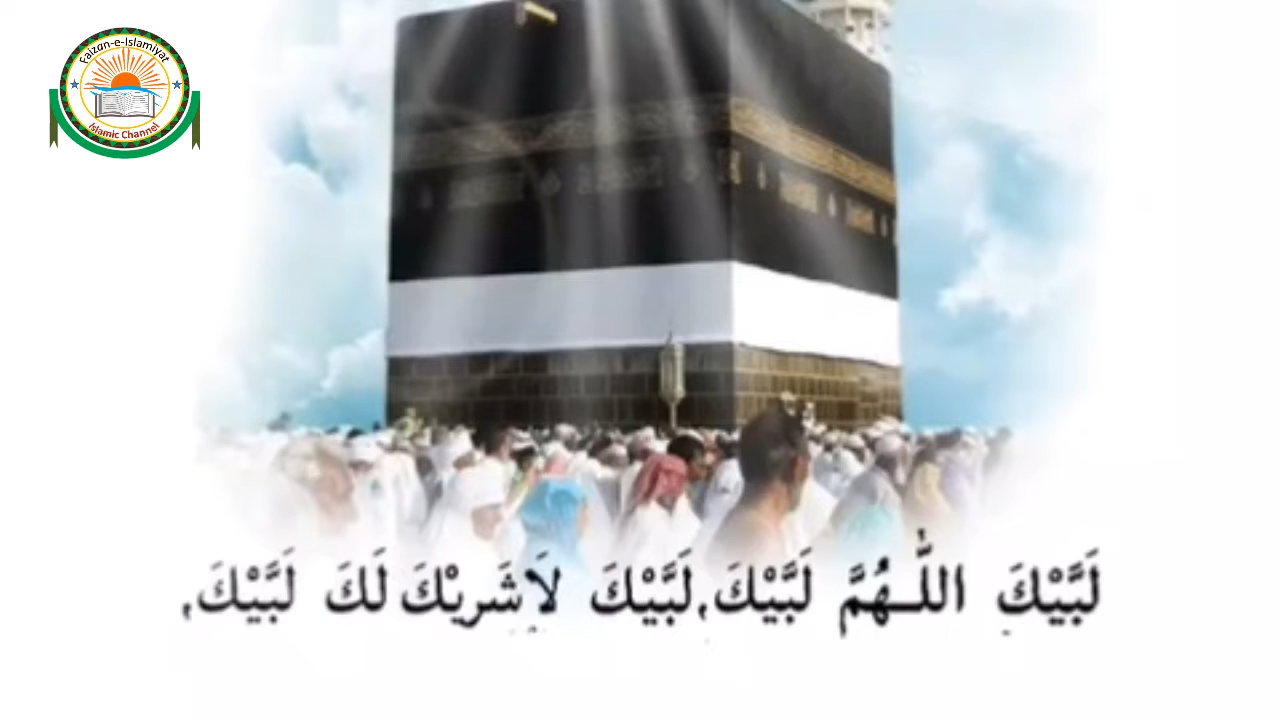 Faizan-e-Islamiyat
Islamic Channel
لَبَّيْكَ اللّٰهُمَّ لَبَّيْكَ، لَبَّيْكَ لَاشَرِيْكَ لَكَ لَبَّيْكَ،